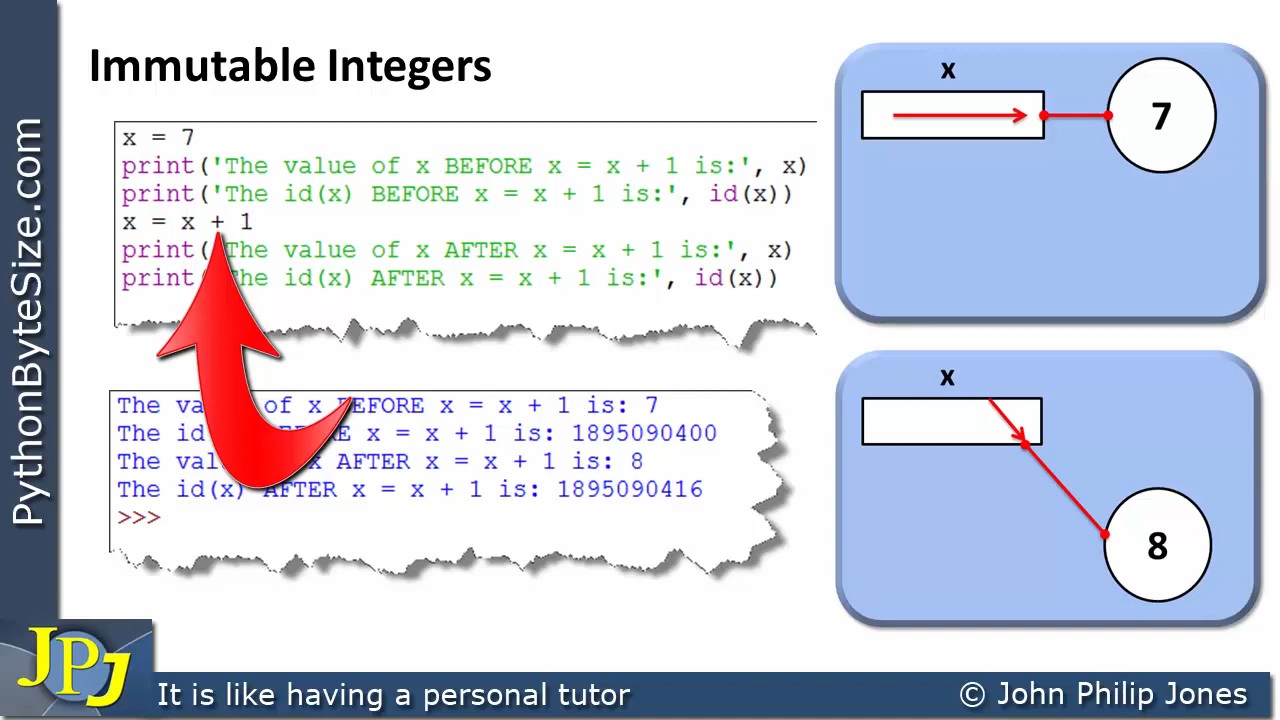 Immutable Integers
x = 7
print('The value of x BEFORE x = x + 1 is:', x)
print('The id(x) BEFORE x = x + 1 is:', id(x))
x = x + 1
print( The value of x AFTER x = x + 1 is:', x)
print( he id(x) AFTER x = x + 1 is:', id(x))
The va of x BEFORE x = x + 1 is: 7
The id RE x = x + 1 is: 1895090400
The val x AFTER x = x + 1 is: 8
The id(x) AFTER x = x + 1 is: 1895090416
>>>
x
7
x
8
PythonByteSize.com
JPJ
It is like having a personal tutor
© John Philip Jones